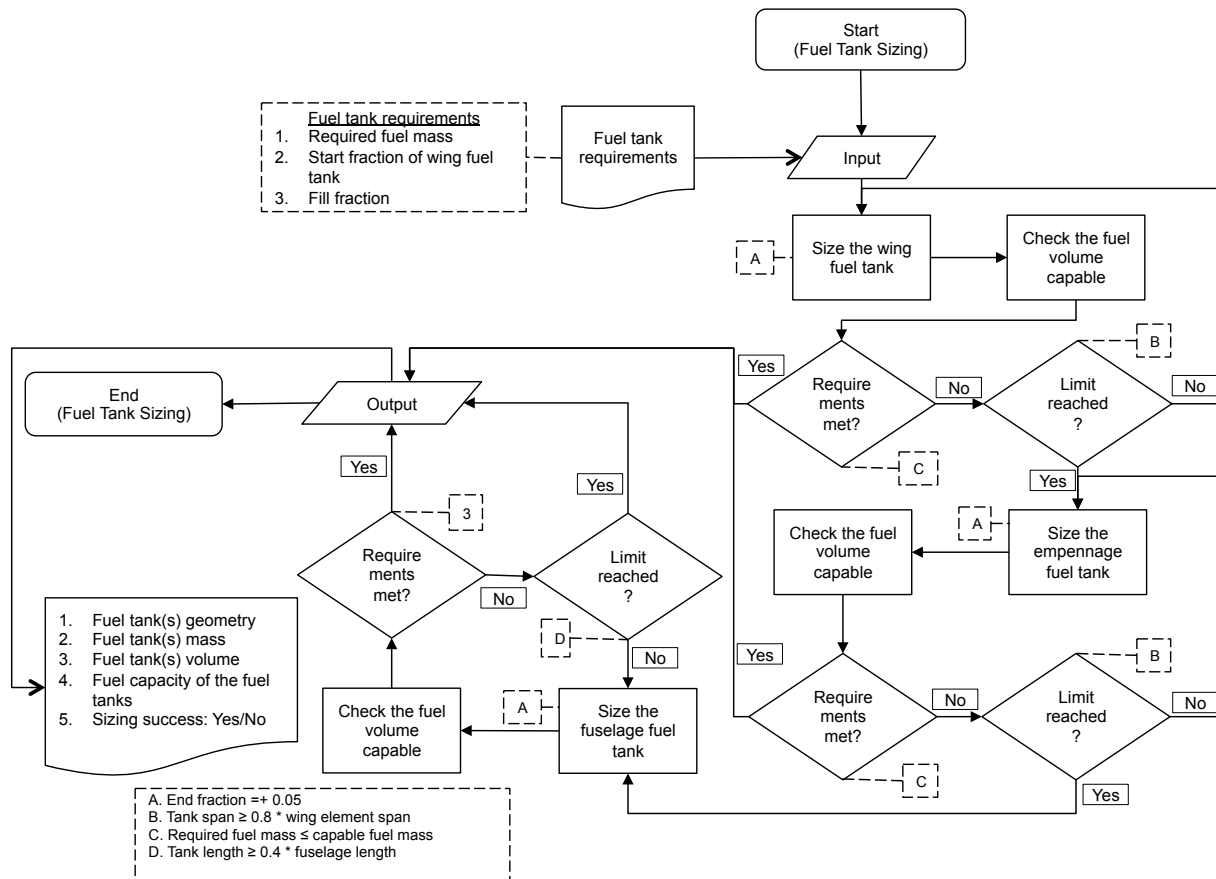 Start
(Fuel Tank Sizing)
Fuel tank requirements
1. Required fuel mass
2. Start fraction of wing fuel
tank
3. Fill fraction
Fuel tank
requirements
Input
A
Size the wing
fuel tank
Check the fuel
volume
capable
B
Yes
Require
ments
met?
No
Limit
reached
?
No
C
Yes
End
(Fuel Tank Sizing)
Output
Yes
Yes
3
Require
ments
met?
No
Limit
reached
?
D
No
Check the fuel
volume
capable
A
Size the
empennage
fuel tank
Yes
B
Require
ments
met?
No
Limit
reached
?
No
C
Yes
1. Fuel tank(s) geometry
2. Fuel tank(s) mass
3. Fuel tank(s) volume
4. Fuel capacity of the fuel
tanks
5. Sizing success: Yes/No
Check the fuel
volume
capable
A
Size the
fuselage fuel
tank
A. End fraction =+ 0.05
B. Tank span ≥ 0.8 * wing element span
C. Required fuel mass ≤ capable fuel mass
D. Tank length ≥ 0.4 * fuselage length